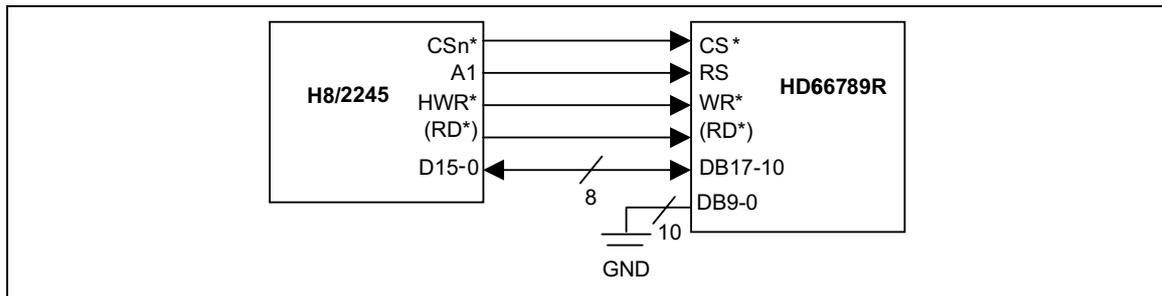 H8/2245
CSn*
A1
HWR*
(RD*)
D15-0
8
CS*
RS
WR*
(RD*)
DB17-10
DB9-0
HD66789R
10
GND